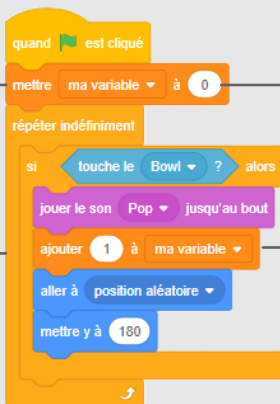 quand est cliqué
mettre ma variable à 0
répéter indéfiniment
si touche le Bowl ? alors
jouer le son Pop jusqu'au bout
ajouter 1 à ma variable
aller à position aléatoire
mettre y à 180